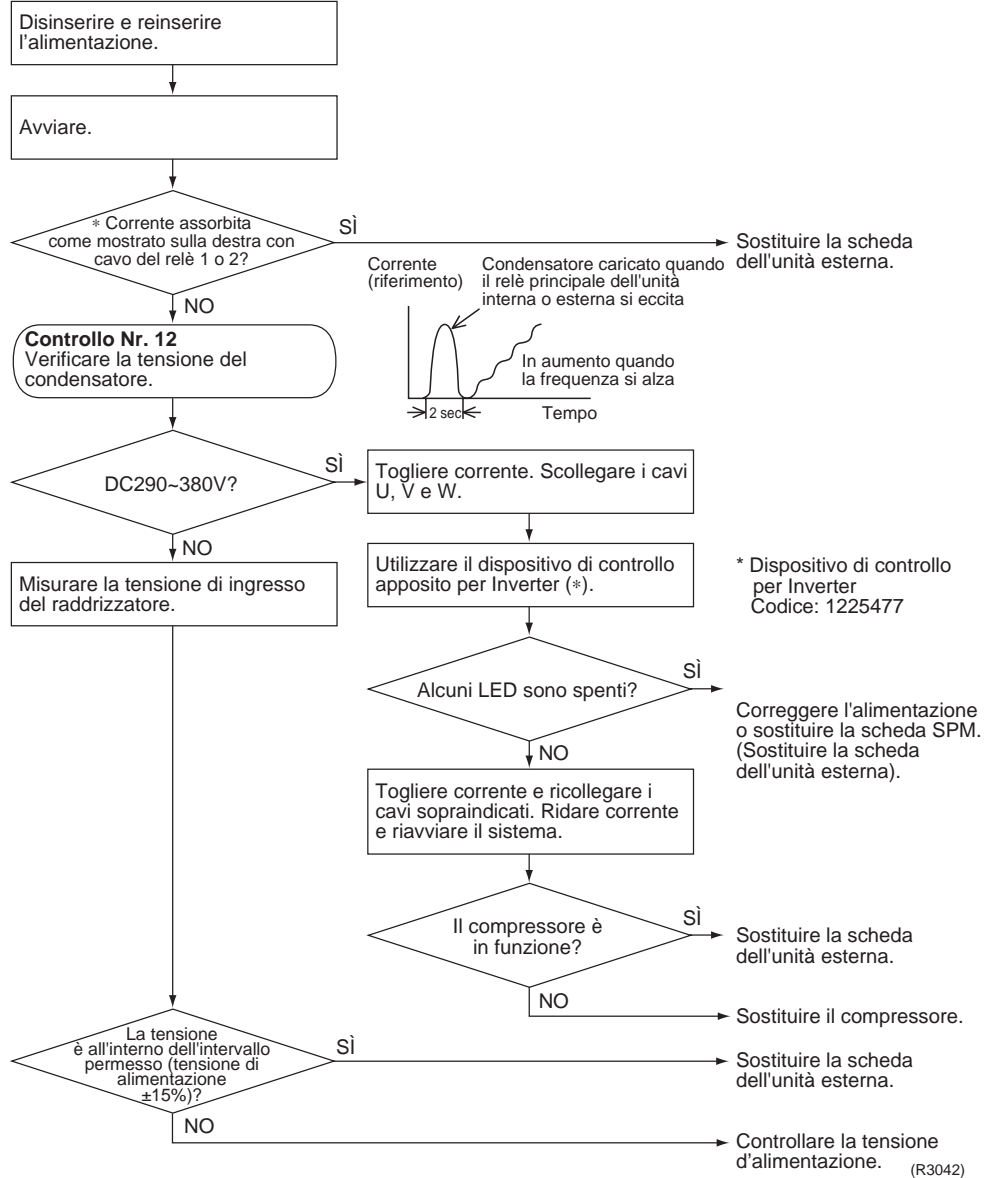 Disinserire e reinserire
l'alimentazione.
Avviare.
∗ Corrente assorbita
come mostrato sulla destra con
cavo del relè 1 o 2?
SÌ
Sostituire la scheda
dell'unità esterna.
NO
Corrente
(riferimento)
Condensatore caricato quando
il relè principale dell'unità
interna o esterna si eccita
In aumento quando
la frequenza si alza
2 sec
Tempo
Controllo Nr. 12
Verificare la tensione del
condensatore.
DC290~380V?
SÌ
NO
Togliere corrente. Scollegare i cavi
U, V e W.
Utilizzare il dispositivo di controllo
apposito per Inverter (∗).
* Dispositivo di controllo
per Inverter
Codice: 1225477
Misurare la tensione di ingresso
del raddrizzatore.
Alcuni LED sono spenti?
SÌ
Correggere l'alimentazione
o sostituire la scheda SPM.
(Sostituire la scheda
dell'unità esterna).
NO
Togliere corrente e ricollegare i
cavi sopraindicati. Ridare corrente
e riavviare il sistema.
Il compressore è
in funzione?
SÌ
Sostituire la scheda
dell'unità esterna.
NO
Sostituire il compressore.
La tensione
è all'interno dell'intervallo
permesso (tensione di
alimentazione
±15%)?
SÌ
Sostituire la scheda
dell'unità esterna.
NO
Controllare la tensione
d'alimentazione.
(R3042)